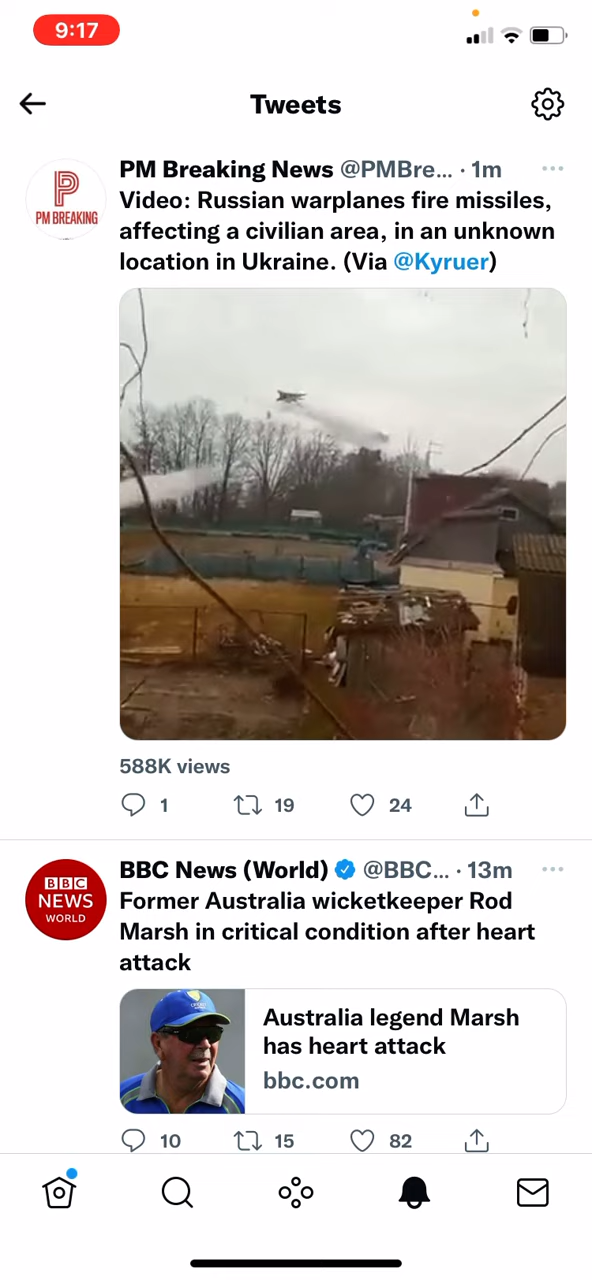 9:17
Tweets
PM BREAKING
PM Breaking News @PMBre... · 1m
Video: Russian warplanes fire missiles,
affecting a civilian area, in an unknown
location in Ukraine. (Via @Kyruer)
588K views
1 19 24
BBC
NEWS
WORLD
BBC News (World) @BBC... · 13m
Former Australia wicketkeeper Rod
Marsh in critical condition after heart
attack
Australia legend Marsh
has heart attack
bbc.com
10 15 82